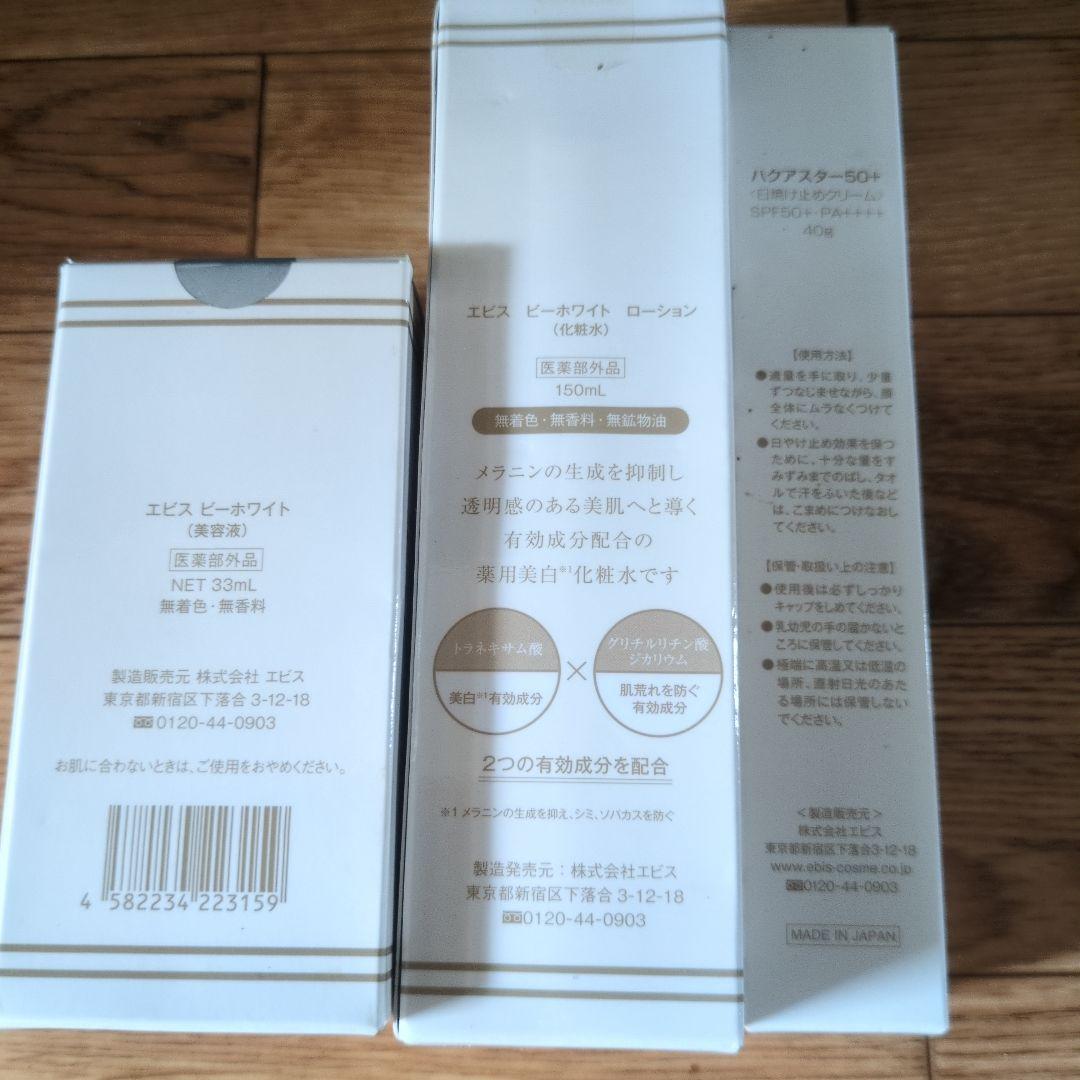 エビス ビーホワイト
(美容液)
医薬部外品
NET 33mL
無着色・無香料
製造販売元 株式会社 エビス
東京都新宿区下落合 3-12-18
0120-44-0903
お肌に合わないときは、ご使用をおやめください。
4 582234 223159
エビス ビーホワイト ローション
(化粧水)
医薬部外品
150mL
無着色・無香料・無鉱物油
メラニンの生成を抑制し
透明感のある美肌へと導く
有効成分配合の
薬用美白※1化粧水です
トラネキサム酸
美白※1有効成分
×
グリチルリチン酸
ジカリウム
肌荒れを防ぐ
有効成分
2つの有効成分を配合
※1 メラニンの生成を抑え、シミ、ソバカスを防ぐ
製造発売元:株式会社エビス
東京都新宿区下落合 3-12-18
0120-44-0903
ハクアスター50+
<日焼け止めクリーム>
SPF50+・PA++++
40g
【使用方法】
●適量を手に取り、少量
ずつなじませながら、顔
全体にムラなくつけて
ください。
●日やけ止め効果を保つ
ために、十分な量をす
みずみまでのばし、タオ
ルで汗をふいた後など
は、こまめにつけなおし
てください。
【保管・取扱い上の注意】
●使用後は必ずしっかり
キャップをしめてください。
●乳幼児の手の届かないと
ころに保管してください。
●極端に高温又は低温の
場所、直射日光のあた
る場所には保管しない
でください。
<製造販売元>
株式会社エビス
東京都新宿区下落合3-12-18
www.ebis-cosme.co.jp
0120-44-0903
MADE IN JAPAN